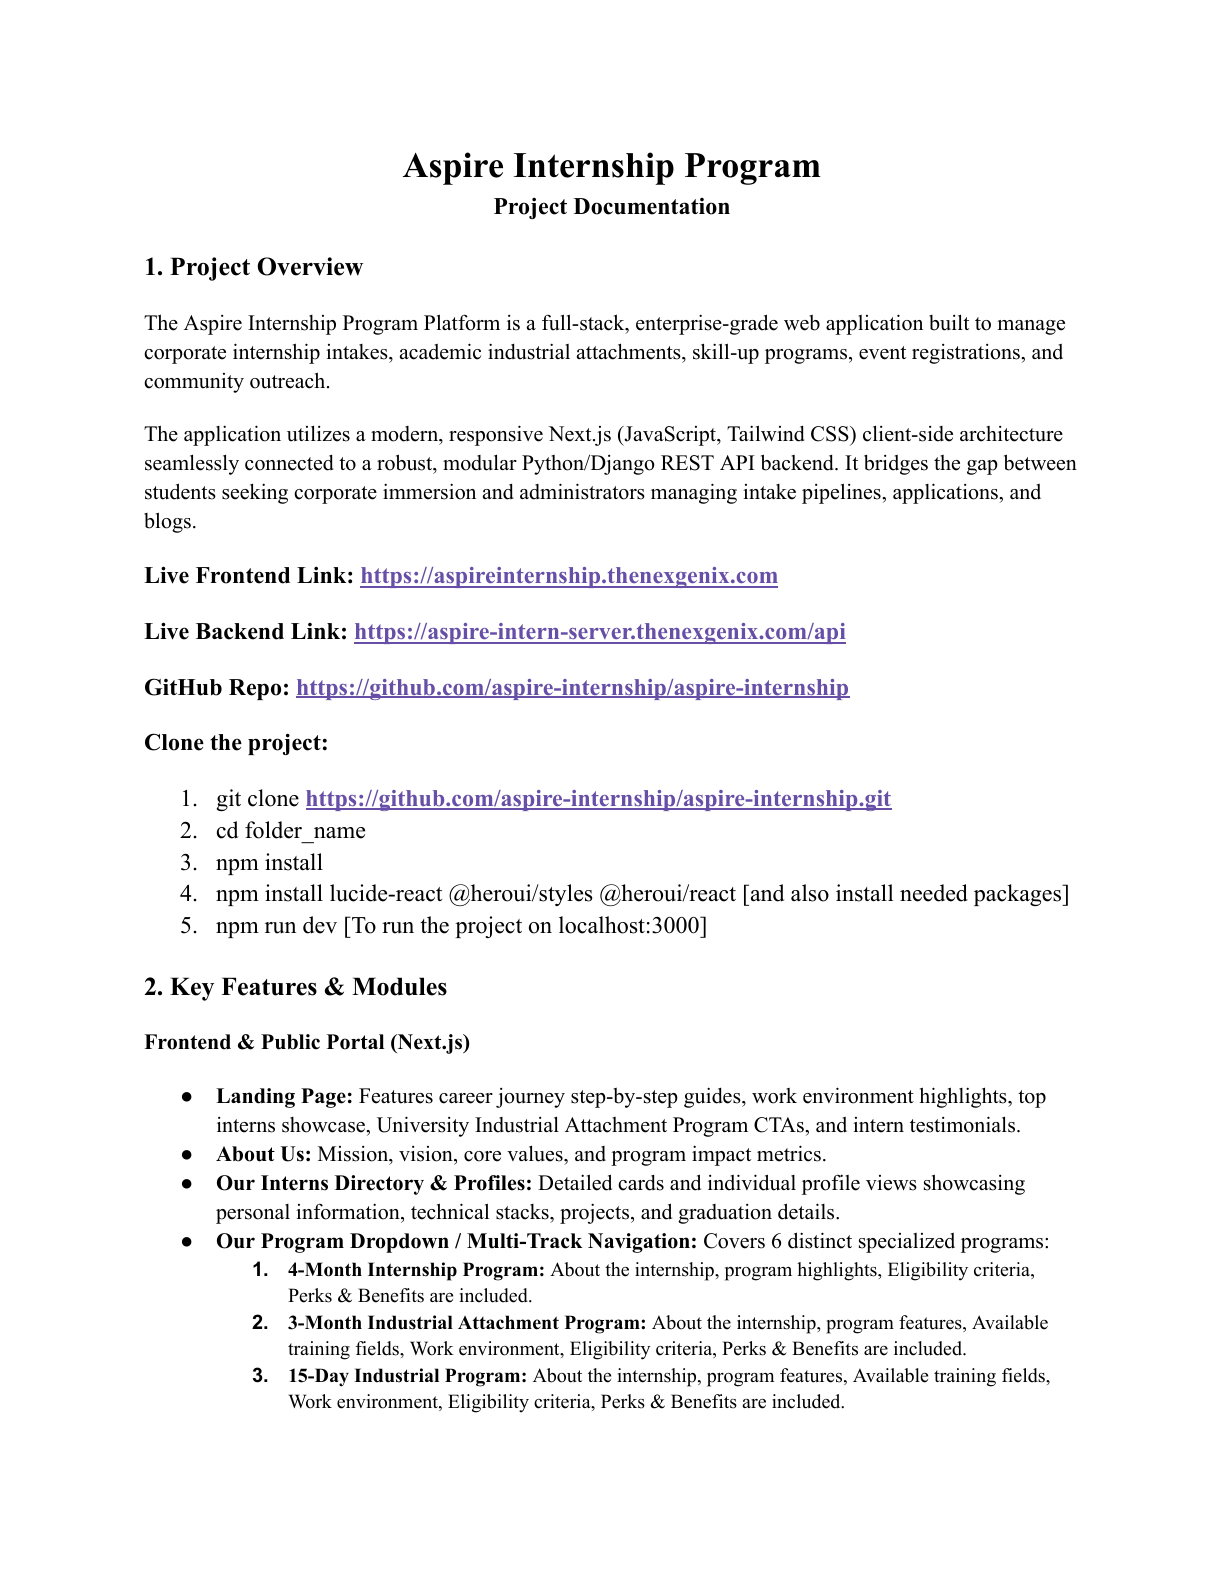 Aspire Internship Program
Project Documentation
1. Project Overview
The Aspire Internship Program Platform is a full-stack, enterprise-grade web application built to manage
corporate internship intakes, academic industrial attachments, skill-up programs, event registrations, and
community outreach.
The application utilizes a modern, responsive Next.js (JavaScript, Tailwind CSS) client-side architecture
seamlessly connected to a robust, modular Python/Django REST API backend. It bridges the gap between
students seeking corporate immersion and administrators managing intake pipelines, applications, and
blogs.
Live Frontend Link: https://aspireinternship.thenexgenix.com
Live Backend Link: https://aspire-intern-server.thenexgenix.com/api
GitHub Repo: https://github.com/aspire-internship/aspire-internship
Clone the project:
1. git clone https://github.com/aspire-internship/aspire-internship.git
2. cd folder_name
3. npm install
4. npm install lucide-react @heroui/styles @heroui/react [and also install needed packages]
5. npm run dev [To run the project on localhost:3000]
2. Key Features & Modules
Frontend & Public Portal (Next.js)
● Landing Page: Features career journey step-by-step guides, work environment highlights, top
interns showcase, University Industrial Attachment Program CTAs, and intern testimonials.
● About Us: Mission, vision, core values, and program impact metrics.
● Our Interns Directory & Profiles: Detailed cards and individual profile views showcasing
personal information, technical stacks, projects, and graduation details.
● Our Program Dropdown / Multi-Track Navigation: Covers 6 distinct specialized programs:
1. 4-Month Internship Program: About the internship, program highlights, Eligibility criteria,
Perks & Benefits are included.
2. 3-Month Industrial Attachment Program: About the internship, program features, Available
training fields, Work environment, Eligibility criteria, Perks & Benefits are included.
3. 15-Day Industrial Program: About the internship, program features, Available training fields,
Work environment, Eligibility criteria, Perks & Benefits are included.